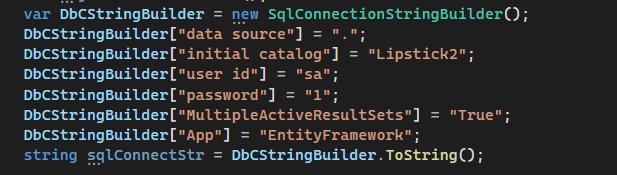 var DbCStringBuilder = new SqlConnectionStringBuilder();
DbCStringBuilder["data source"] = ".";
DbCStringBuilder["initial catalog"] = "Lipstick2";
DbCStringBuilder["user id"] = "sa";
DbCStringBuilder["password"] = "1";
DbCStringBuilder["MultipleActiveResultSets"] = "True";
DbCStringBuilder["App"] = "EntityFramework";
string sqlConnectStr = DbCStringBuilder.ToString();